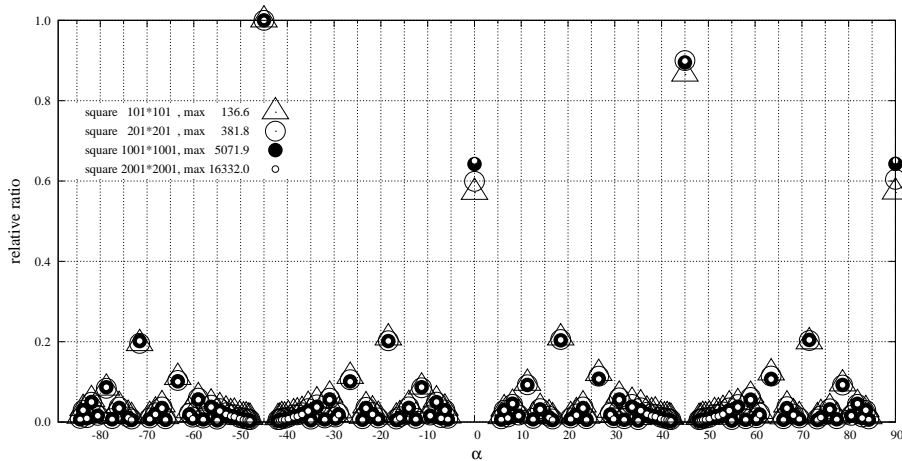 1.0
0.8
0.6
0.4
0.2
0.0
relative ratio
square 101*101 , max 136.6
square 201*201 , max 381.8
square 1001*1001, max 5071.9
square 2001*2001, max 16332.0
-80 -70 -60 -50 -40 -30 -20 -10 0 10 20 30 40 50 60 70 80 90
α